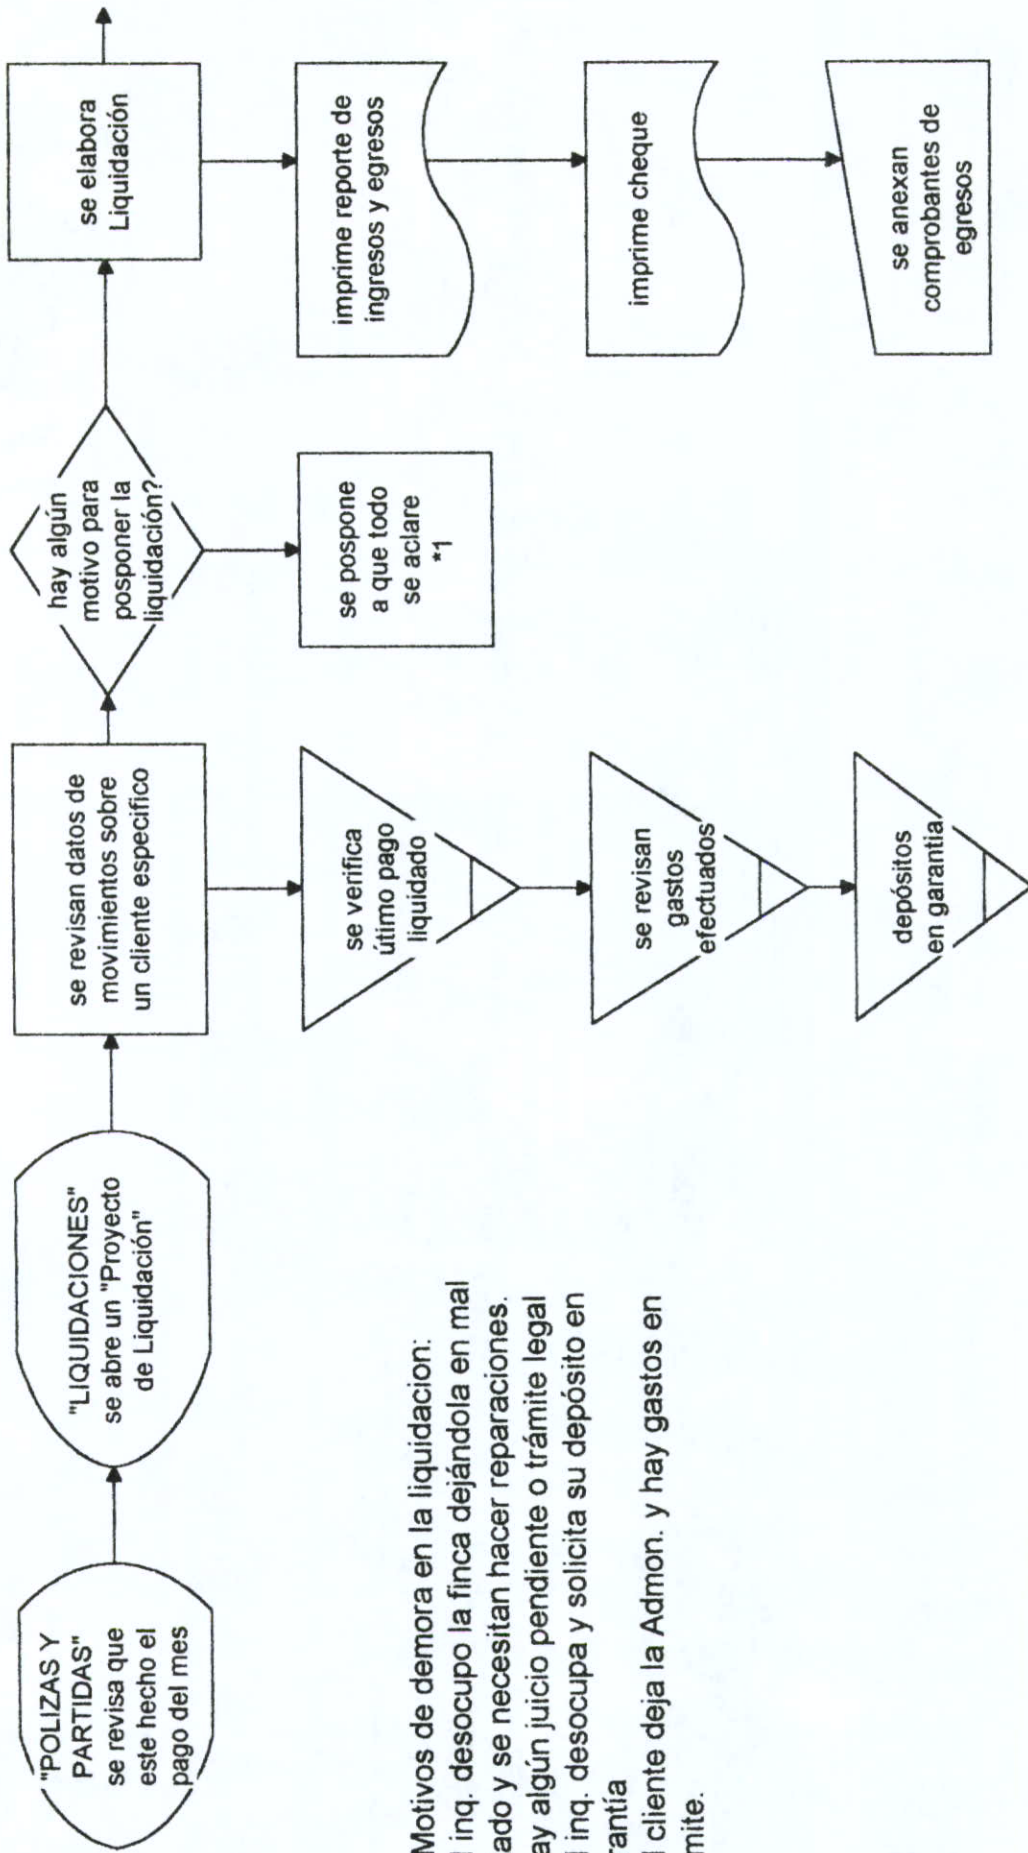 "POLIZAS Y
PARTIDAS"
se revisa que
este hecho el
pago del mes
"LIQUIDACIONES"
se abre un "Proyecto
de Liquidación"
se revisan datos de
movimientos sobre
un cliente especifico
hay algún
motivo para
posponer la
liquidación?
se elabora
Liquidación
se verifica
útimo pago
liquidado
se revisan
gastos
efectuados
depósitos
en garantia
se pospone
a que todo
se aclare
*1
imprime reporte de
ingresos y egresos
imprime cheque
se anexan
comprobantes de
egresos
Motivos de demora en la liquidacion:
l inq. desocupo la finca dejándola en mal
ado y se necesitan hacer reparaciones.
ay algún juicio pendiente o trámite legal
l inq. desocupa y solicita su depósito en
rantía
l cliente deja la Admon. y hay gastos en
mite.